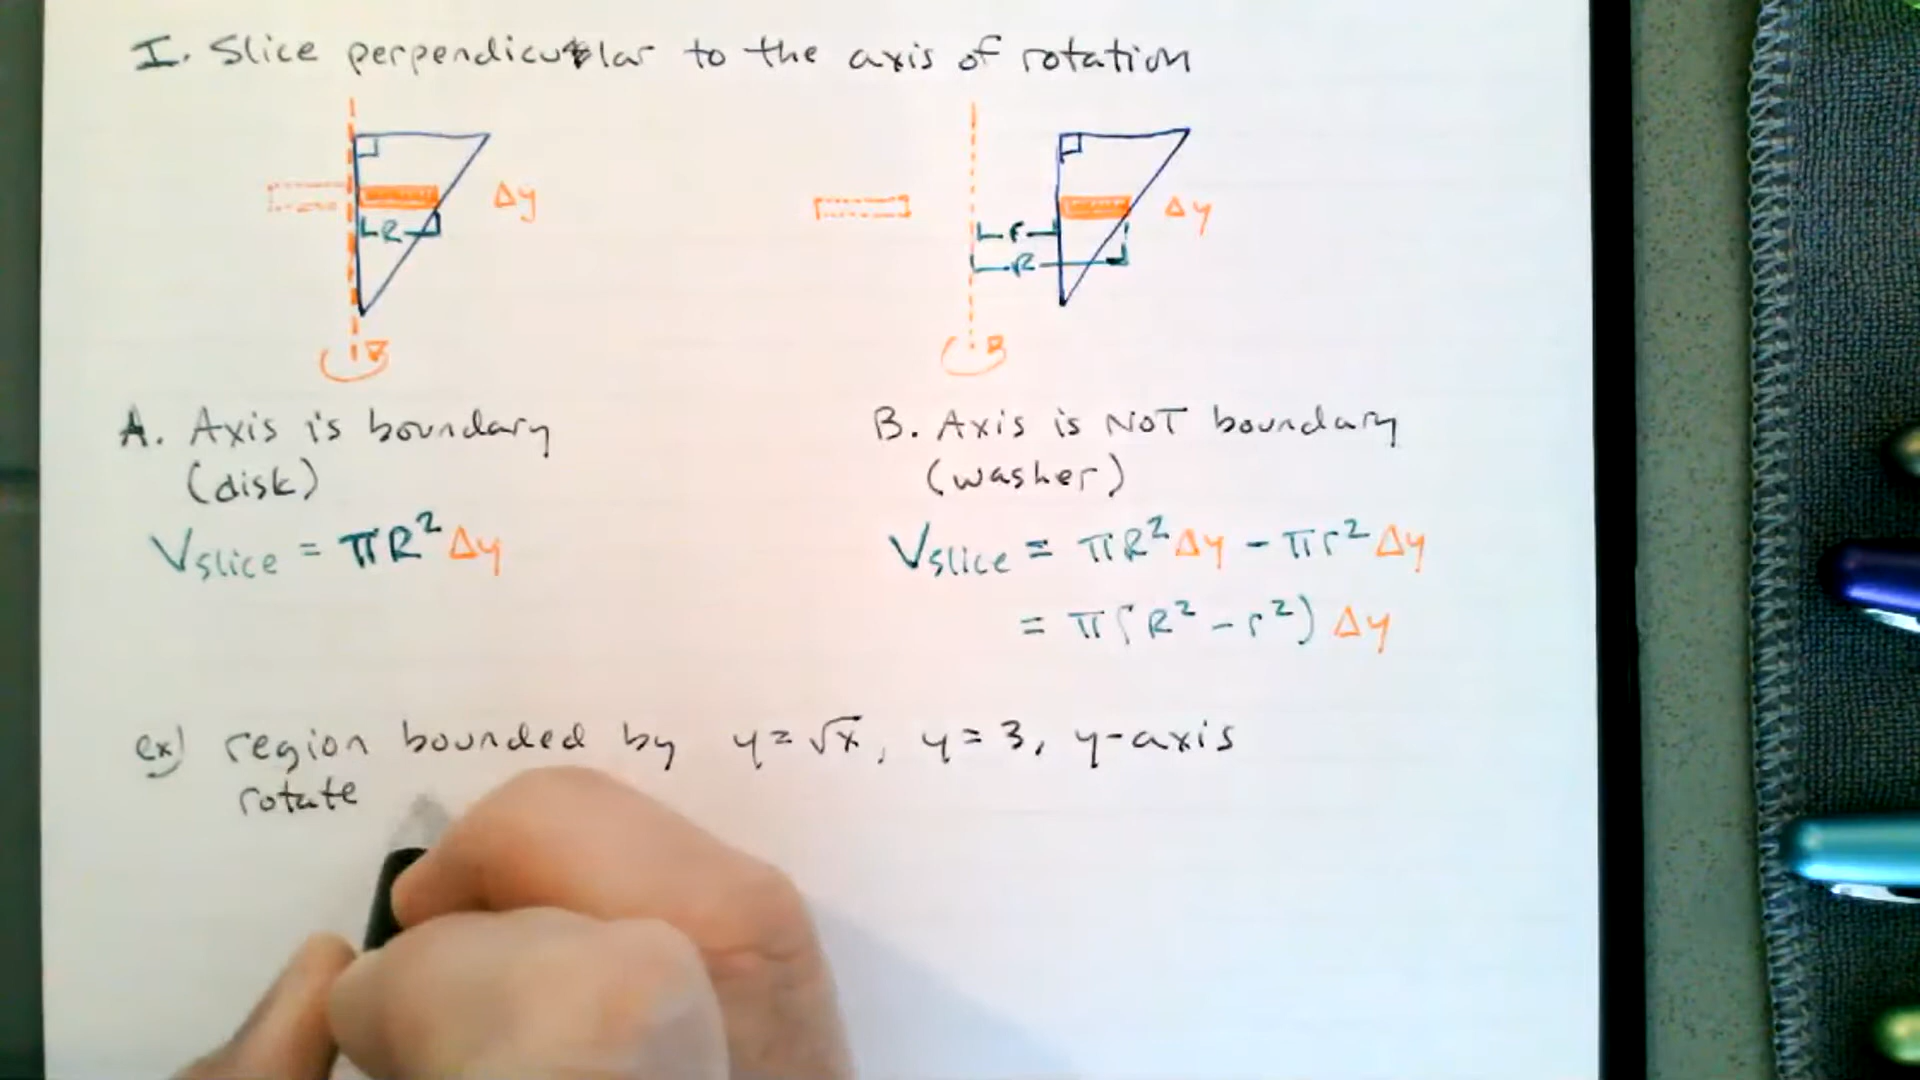 I. Slice perpendicular to the axis of rotation
Δy
R
Δy
r
R
A. Axis is boundary
(disk)
Vslice = πR²Δy
B. Axis is NOT boundary
(washer)
Vslice = πR²Δy - πr²Δy
= π(R² - r²) Δy
ex) region bounded by y=√x, y=3, y-axis
rotate